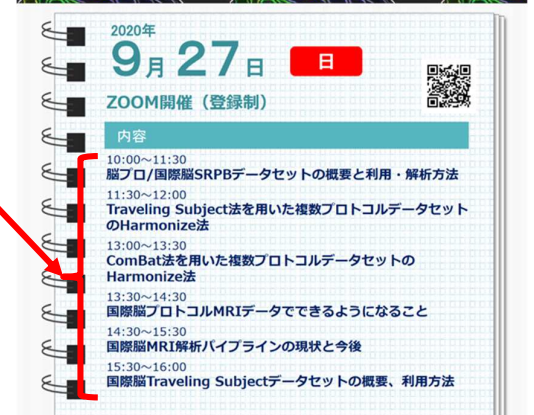 2020年
9月27日 日
ZOOM開催（登録制）
内容
10:00～11:30
脳プロ/国際脳SRPBデータセットの概要と利用・解析方法
11:30～12:00
Traveling Subject法を用いた複数プロトコルデータセット
のHarmonize法
13:00～13:30
ComBat法を用いた複数プロトコルデータセットの
Harmonize法
13:30～14:30
国際脳プロトコルMRIデータでできるようになること
14:30～15:30
国際脳MRI解析パイプラインの現状と今後
15:30～16:00
国際脳Traveling Subjectデータセットの概要、利用方法